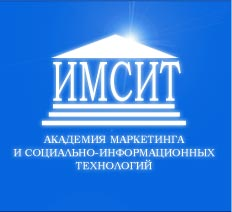 ИМСИТ
АКАДЕМИЯ МАРКЕТИНГА
И СОЦИАЛЬНО-ИНФОРМАЦИОННЫХ
ТЕХНОЛОГИЙ